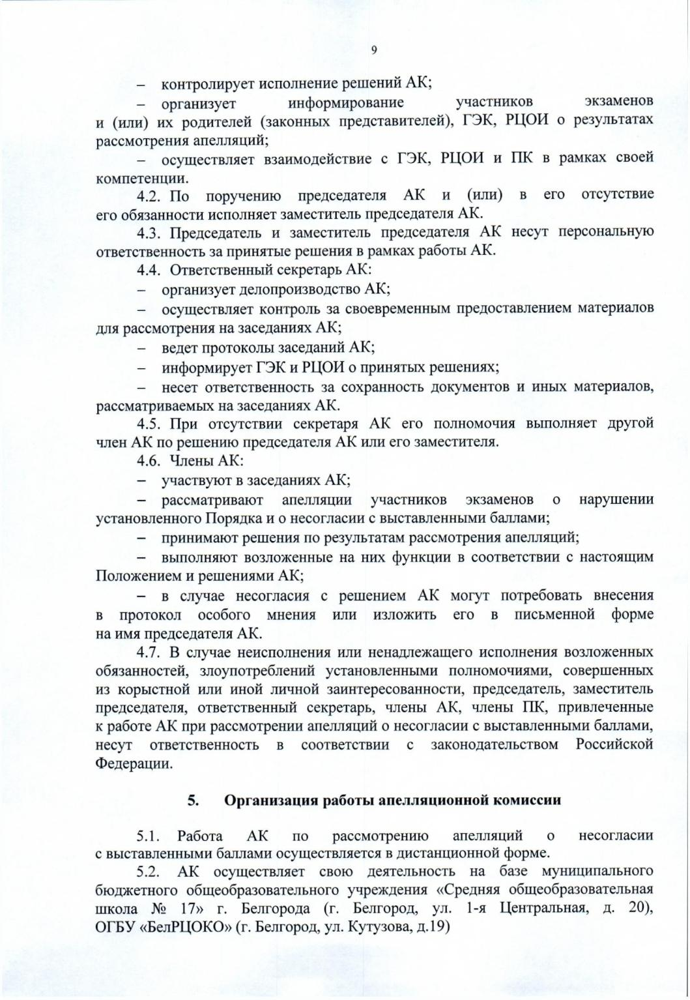 9
– контролирует исполнение решений АК;
– организует информирование участников экзаменов
и (или) их родителей (законных представителей), ГЭК, РЦОИ о результатах
рассмотрения апелляций;
– осуществляет взаимодействие с ГЭК, РЦОИ и ПК в рамках своей
компетенции.
4.2. По поручению председателя АК и (или) в его отсутствие
его обязанности исполняет заместитель председателя АК.
4.3. Председатель и заместитель председателя АК несут персональную
ответственность за принятые решения в рамках работы АК.
4.4. Ответственный секретарь АК:
– организует делопроизводство АК;
– осуществляет контроль за своевременным предоставлением материалов
для рассмотрения на заседаниях АК;
– ведет протоколы заседаний АК;
– информирует ГЭК и РЦОИ о принятых решениях;
– несет ответственность за сохранность документов и иных материалов,
рассматриваемых на заседаниях АК.
4.5. При отсутствии секретаря АК его полномочия выполняет другой
член АК по решению председателя АК или его заместителя.
4.6. Члены АК:
– участвуют в заседаниях АК;
– рассматривают апелляции участников экзаменов о нарушении
установленного Порядка и о несогласии с выставленными баллами;
– принимают решения по результатам рассмотрения апелляций;
– выполняют возложенные на них функции в соответствии с настоящим
Положением и решениями АК;
– в случае несогласия с решением АК могут потребовать внесения
в протокол особого мнения или изложить его в письменной форме
на имя председателя АК.
4.7. В случае неисполнения или ненадлежащего исполнения возложенных
обязанностей, злоупотреблений установленными полномочиями, совершенных
из корыстной или иной личной заинтересованности, председатель, заместитель
председателя, ответственный секретарь, члены АК, члены ПК, привлеченные
к работе АК при рассмотрении апелляций о несогласии с выставленными баллами,
несут ответственность в соответствии с законодательством Российской
Федерации.
5. Организация работы апелляционной комиссии
5.1. Работа АК по рассмотрению апелляций о несогласии
с выставленными баллами осуществляется в дистанционной форме.
5.2. АК осуществляет свою деятельность на базе муниципального
бюджетного общеобразовательного учреждения «Средняя общеобразовательная
школа № 17» г. Белгорода (г. Белгород, ул. 1-я Центральная, д. 20),
ОГБУ «БелРЦОКО» (г. Белгород, ул. Кутузова, д.19)